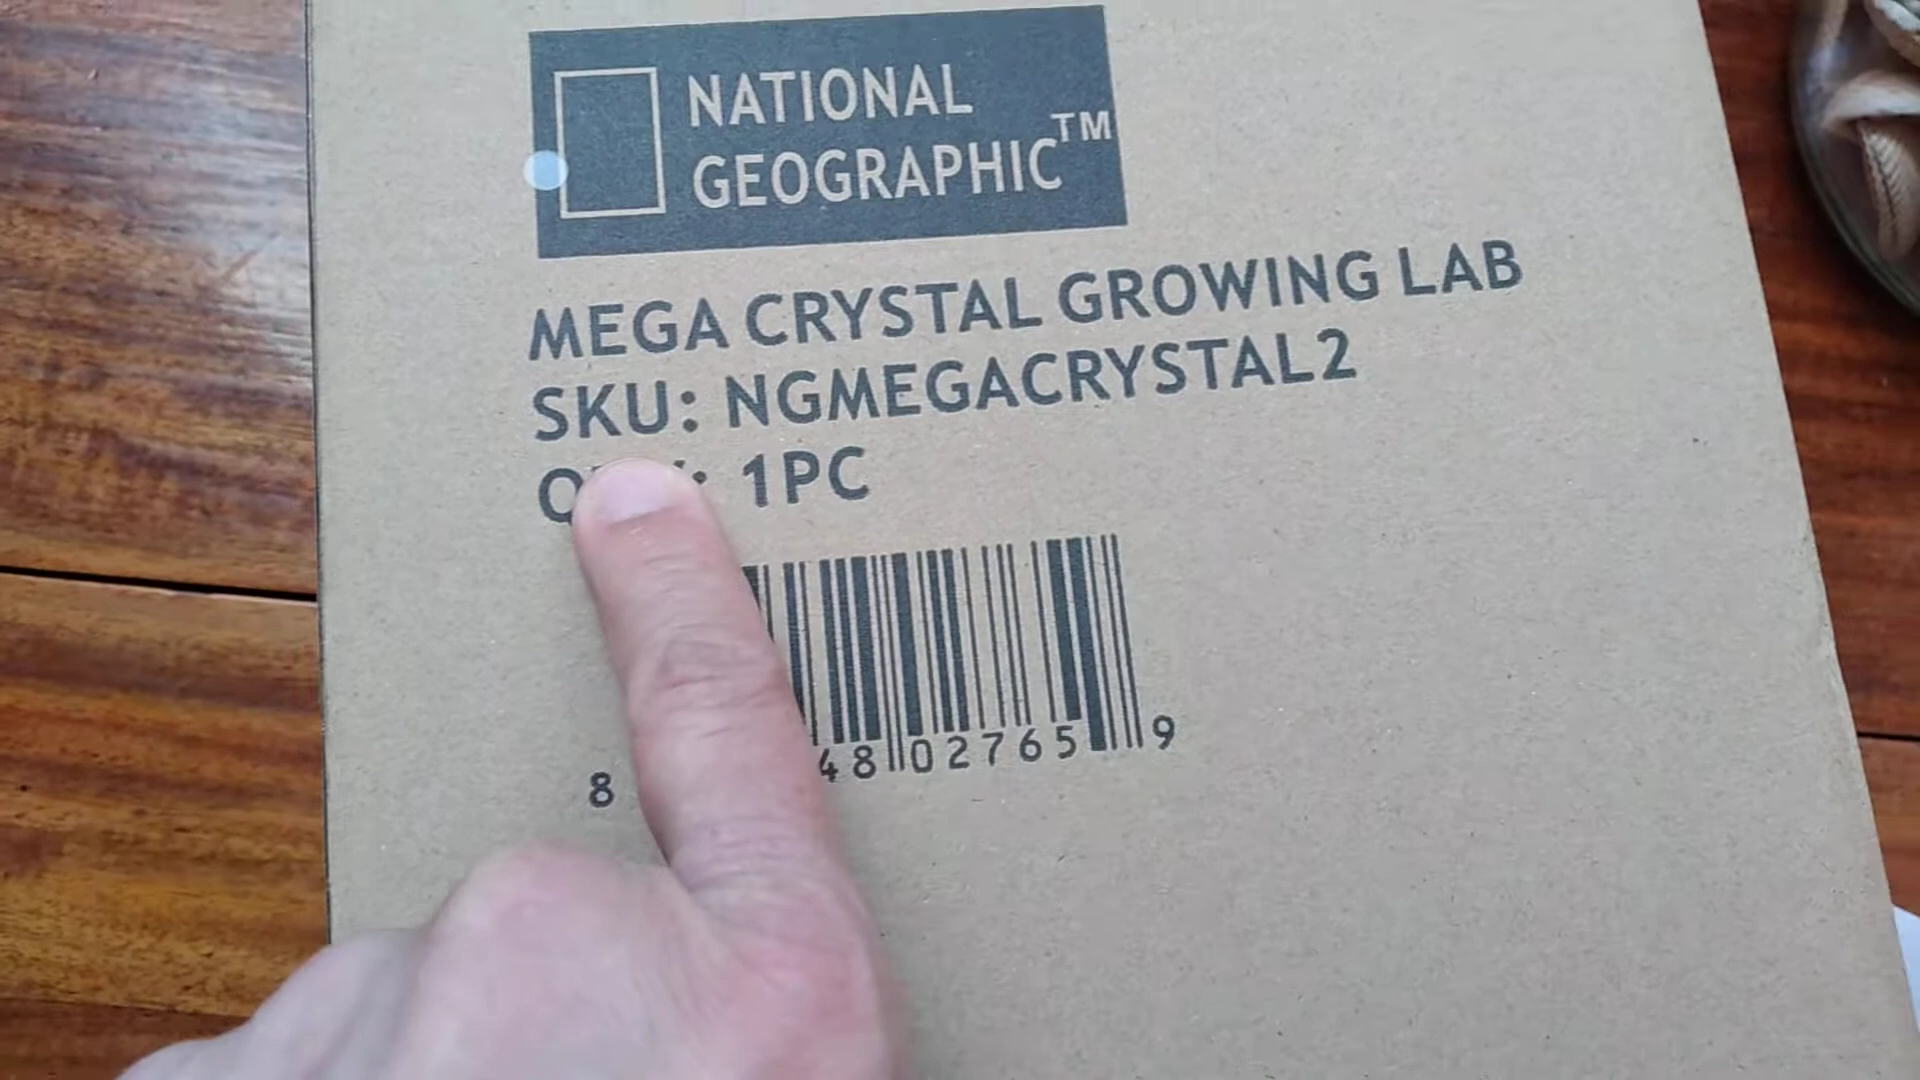 NATIONAL
GEOGRAPHIC™
MEGA CRYSTAL GROWING LAB
SKU: NGMEGACRYSTAL2
1PC
8 48 02765 9